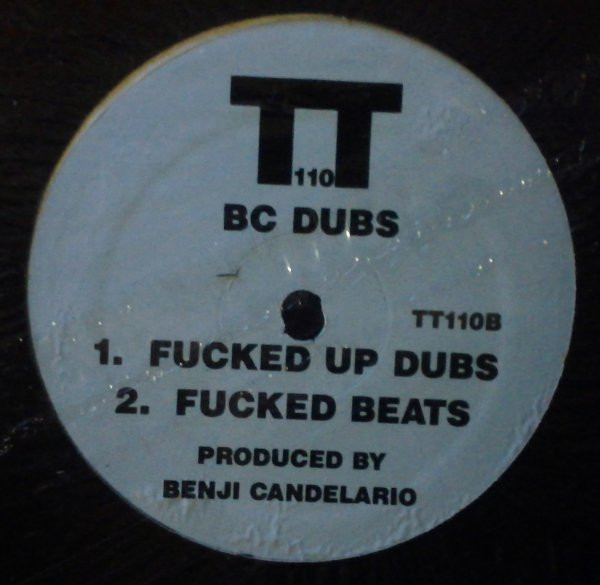 TT
110
BC DUBS
TT110B
1. FUCKED UP DUBS
2. FUCKED BEATS
PRODUCED BY
BENJI CANDELARIO